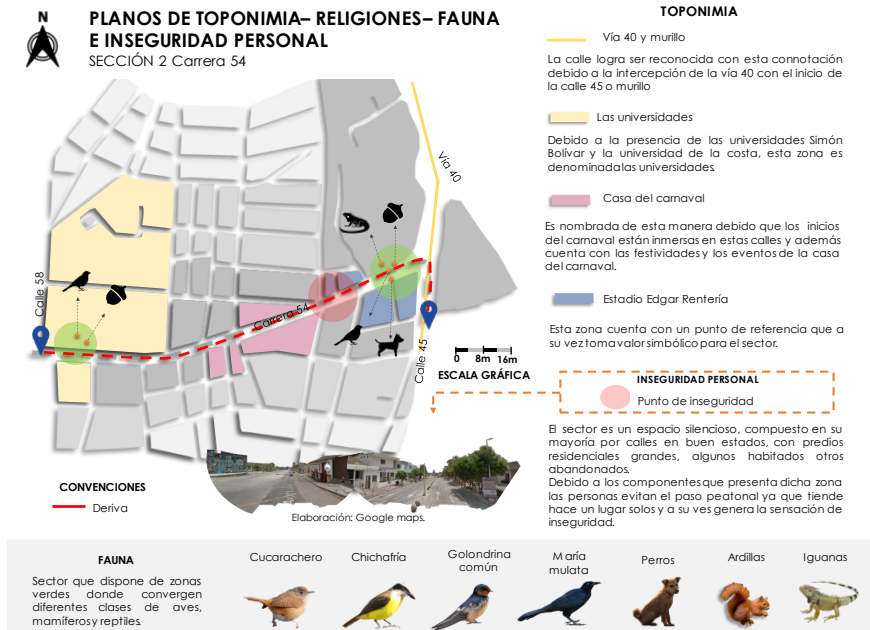 N
PLANOS DE TOPONIMIA– RELIGIONES– FAUNA
E INSEGURIDAD PERSONAL
SECCIÓN 2 Carrera 54
Vía 40
Calle 58
Carrera 54
Calle 45
0 8m 16m
ESCALA GRÁFICA
CONVENCIONES
Deriva
Elaboración: Google maps.
TOPONIMIA
Vía 40 y murillo
La calle logra ser reconocida con esta connotación
debido a la intercepción de la vía 40 con el inicio de
la calle 45 o murillo
Las universidades
Debido a la presencia de las universidades Simón
Bolívar y la universidad de la costa, esta zona es
denominadalas universidades.
Casa del carnaval
Es nombrada de esta manera debido que los inicios
del carnaval están inmersas en estas calles y además
cuenta con las festividades y los eventos de la casa
del carnaval.
Estadio Edgar Rentería
Esta zona cuenta con un punto de referencia que a
su vez toma valor simbólico para el sector.
INSEGURIDAD PERSONAL
Punto de inseguridad
El sector es un espacio silencioso, compuesto en su
mayoría por calles en buen estados, con predios
residenciales grandes, algunos habitados otros
abandonados.
Debido a los componentes que presenta dicha zona
las personas evitan el paso peatonal ya que tiende
hace un lugar solos y a su ves genera la sensación de
inseguridad.
FAUNA
Sector que dispone de zonas
verdes donde convergen
diferentes clases de aves,
mamíferos y reptiles.
Cucarachero
Chichafría
Golondrina
común
María
mulata
Perros
Ardillas
Iguanas